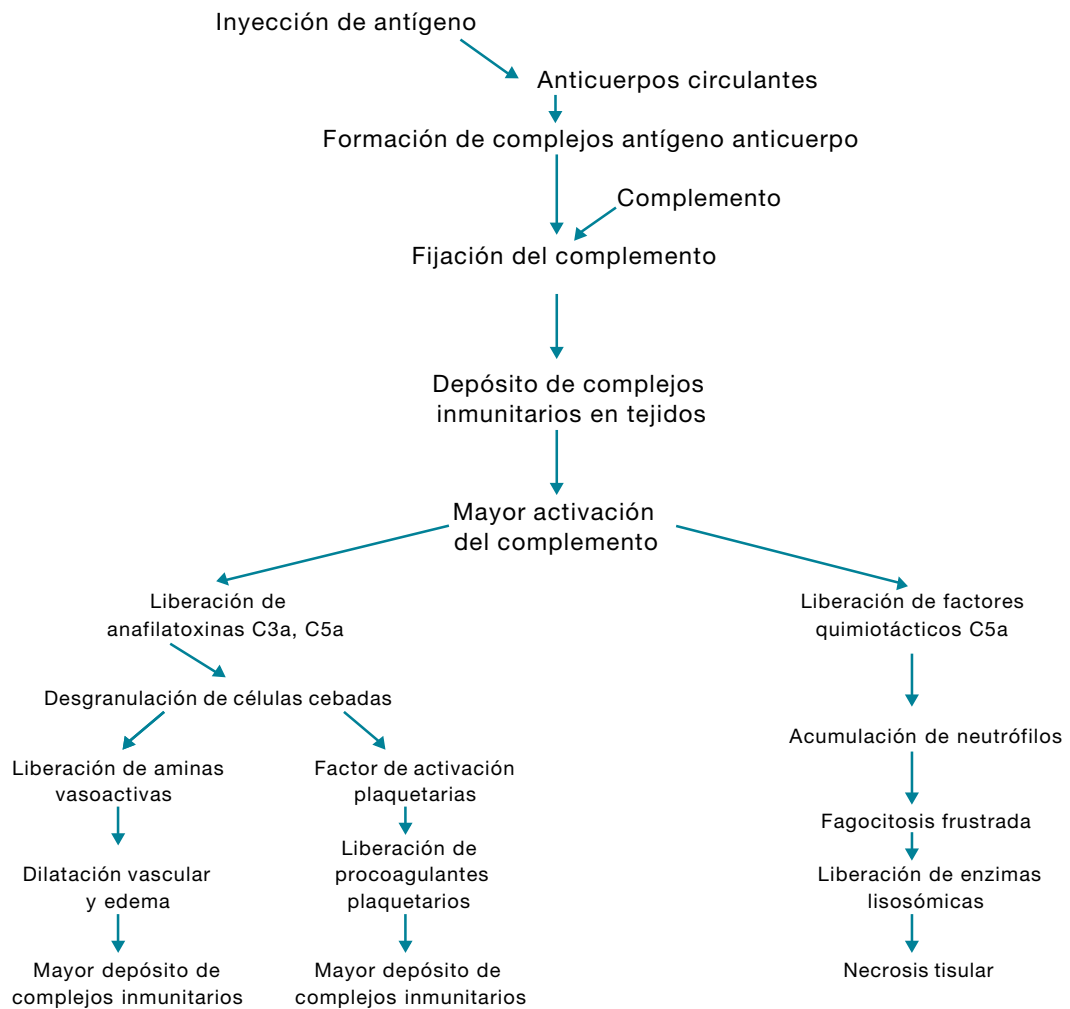 Inyección de antígeno
Anticuerpos circulantes
Formación de complejos antígeno anticuerpo
Complemento
Fijación del complemento
Depósito de complejos
inmunitarios en tejidos
Mayor activación
del complemento
Liberación de
anafilatoxinas C3a, C5a
Desgranulación de células cebadas
Liberación de aminas
vasoactivas
Dilatación vascular
y edema
Mayor depósito de
complejos inmunitarios
Factor de activación
plaquetarias
Liberación de
procoagulantes
plaquetarios
Mayor depósito de
complejos inmunitarios
Liberación de factores
quimiotácticos C5a
Acumulación de neutrófilos
Fagocitosis frustrada
Liberación de enzimas
lisosómicas
Necrosis tisular